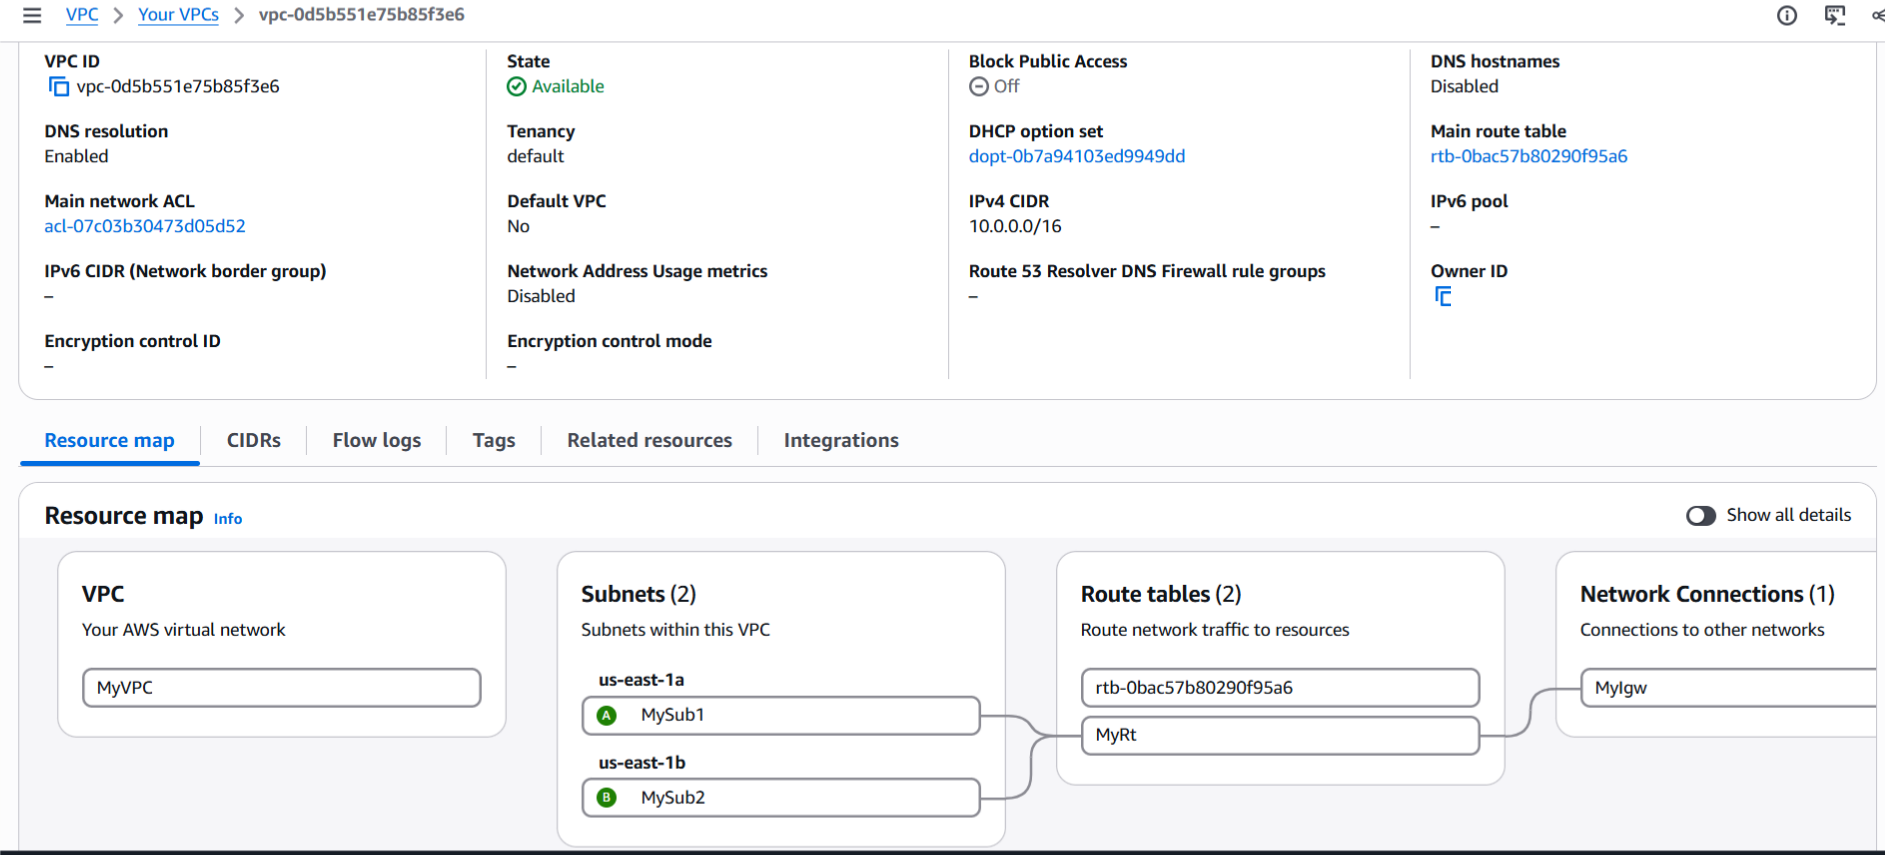 VPC > Your VPCs > vpc-0d5b551e75b85f3e6
VPC ID
vpc-0d5b551e75b85f3e6
State
Available
Block Public Access
Off
DNS hostnames
Disabled
DNS resolution
Enabled
Tenancy
default
DHCP option set
dopt-0b7a94103ed9949dd
Main route table
rtb-0bac57b80290f95a6
Main network ACL
acl-07c03b30473d05d52
Default VPC
No
IPv4 CIDR
10.0.0.0/16
IPv6 pool
–
IPv6 CIDR (Network border group)
–
Network Address Usage metrics
Disabled
Route 53 Resolver DNS Firewall rule groups
–
Owner ID
Encryption control ID
–
Encryption control mode
–
Resource map CIDRs Flow logs Tags Related resources Integrations
Resource map Info
Show all details
VPC
Your AWS virtual network
MyVPC
Subnets (2)
Subnets within this VPC
us-east-1a
A MySub1
us-east-1b
B MySub2
Route tables (2)
Route network traffic to resources
rtb-0bac57b80290f95a6
MyRt
Network Connections (1)
Connections to other networks
MyIgw